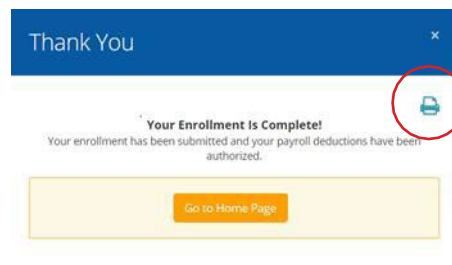 Thank You
Your Enrollment Is Complete!
Your enrollment has been submitted and your payroll deductions have been
authorized.
Go to Home Page